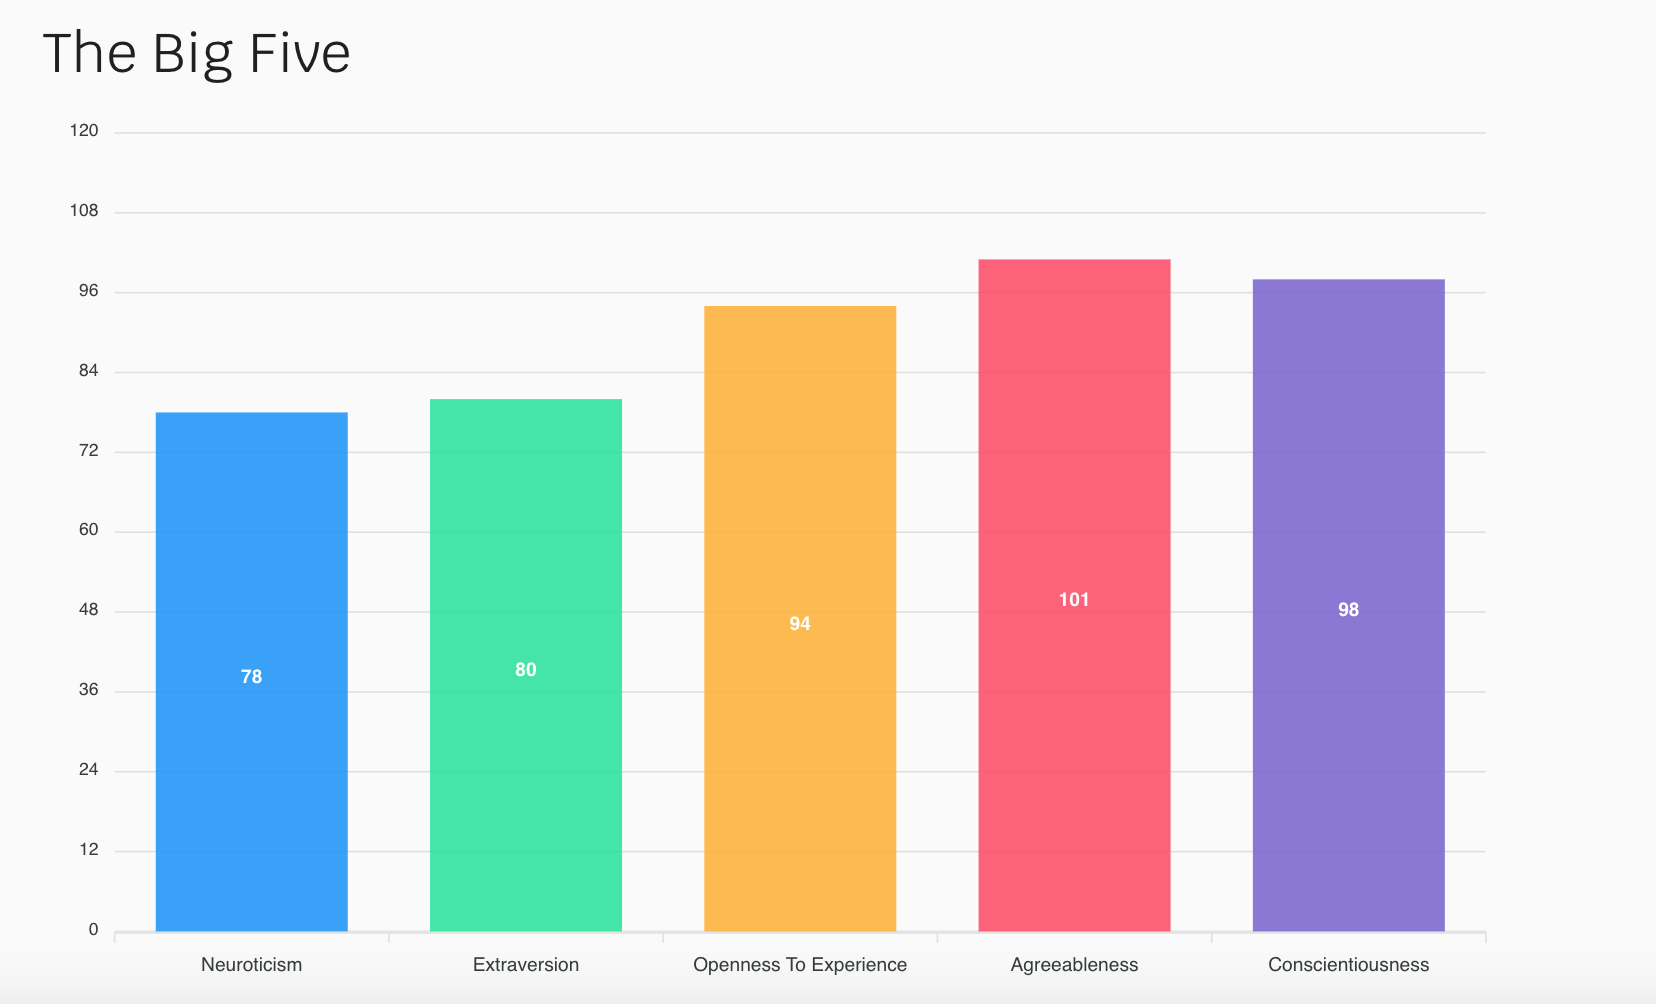 The Big Five
120
108
96
84
72
60
48
36
24
12
0
78
80
94
101
98
Neuroticism
Extraversion
Openness To Experience
Agreeableness
Conscientiousness